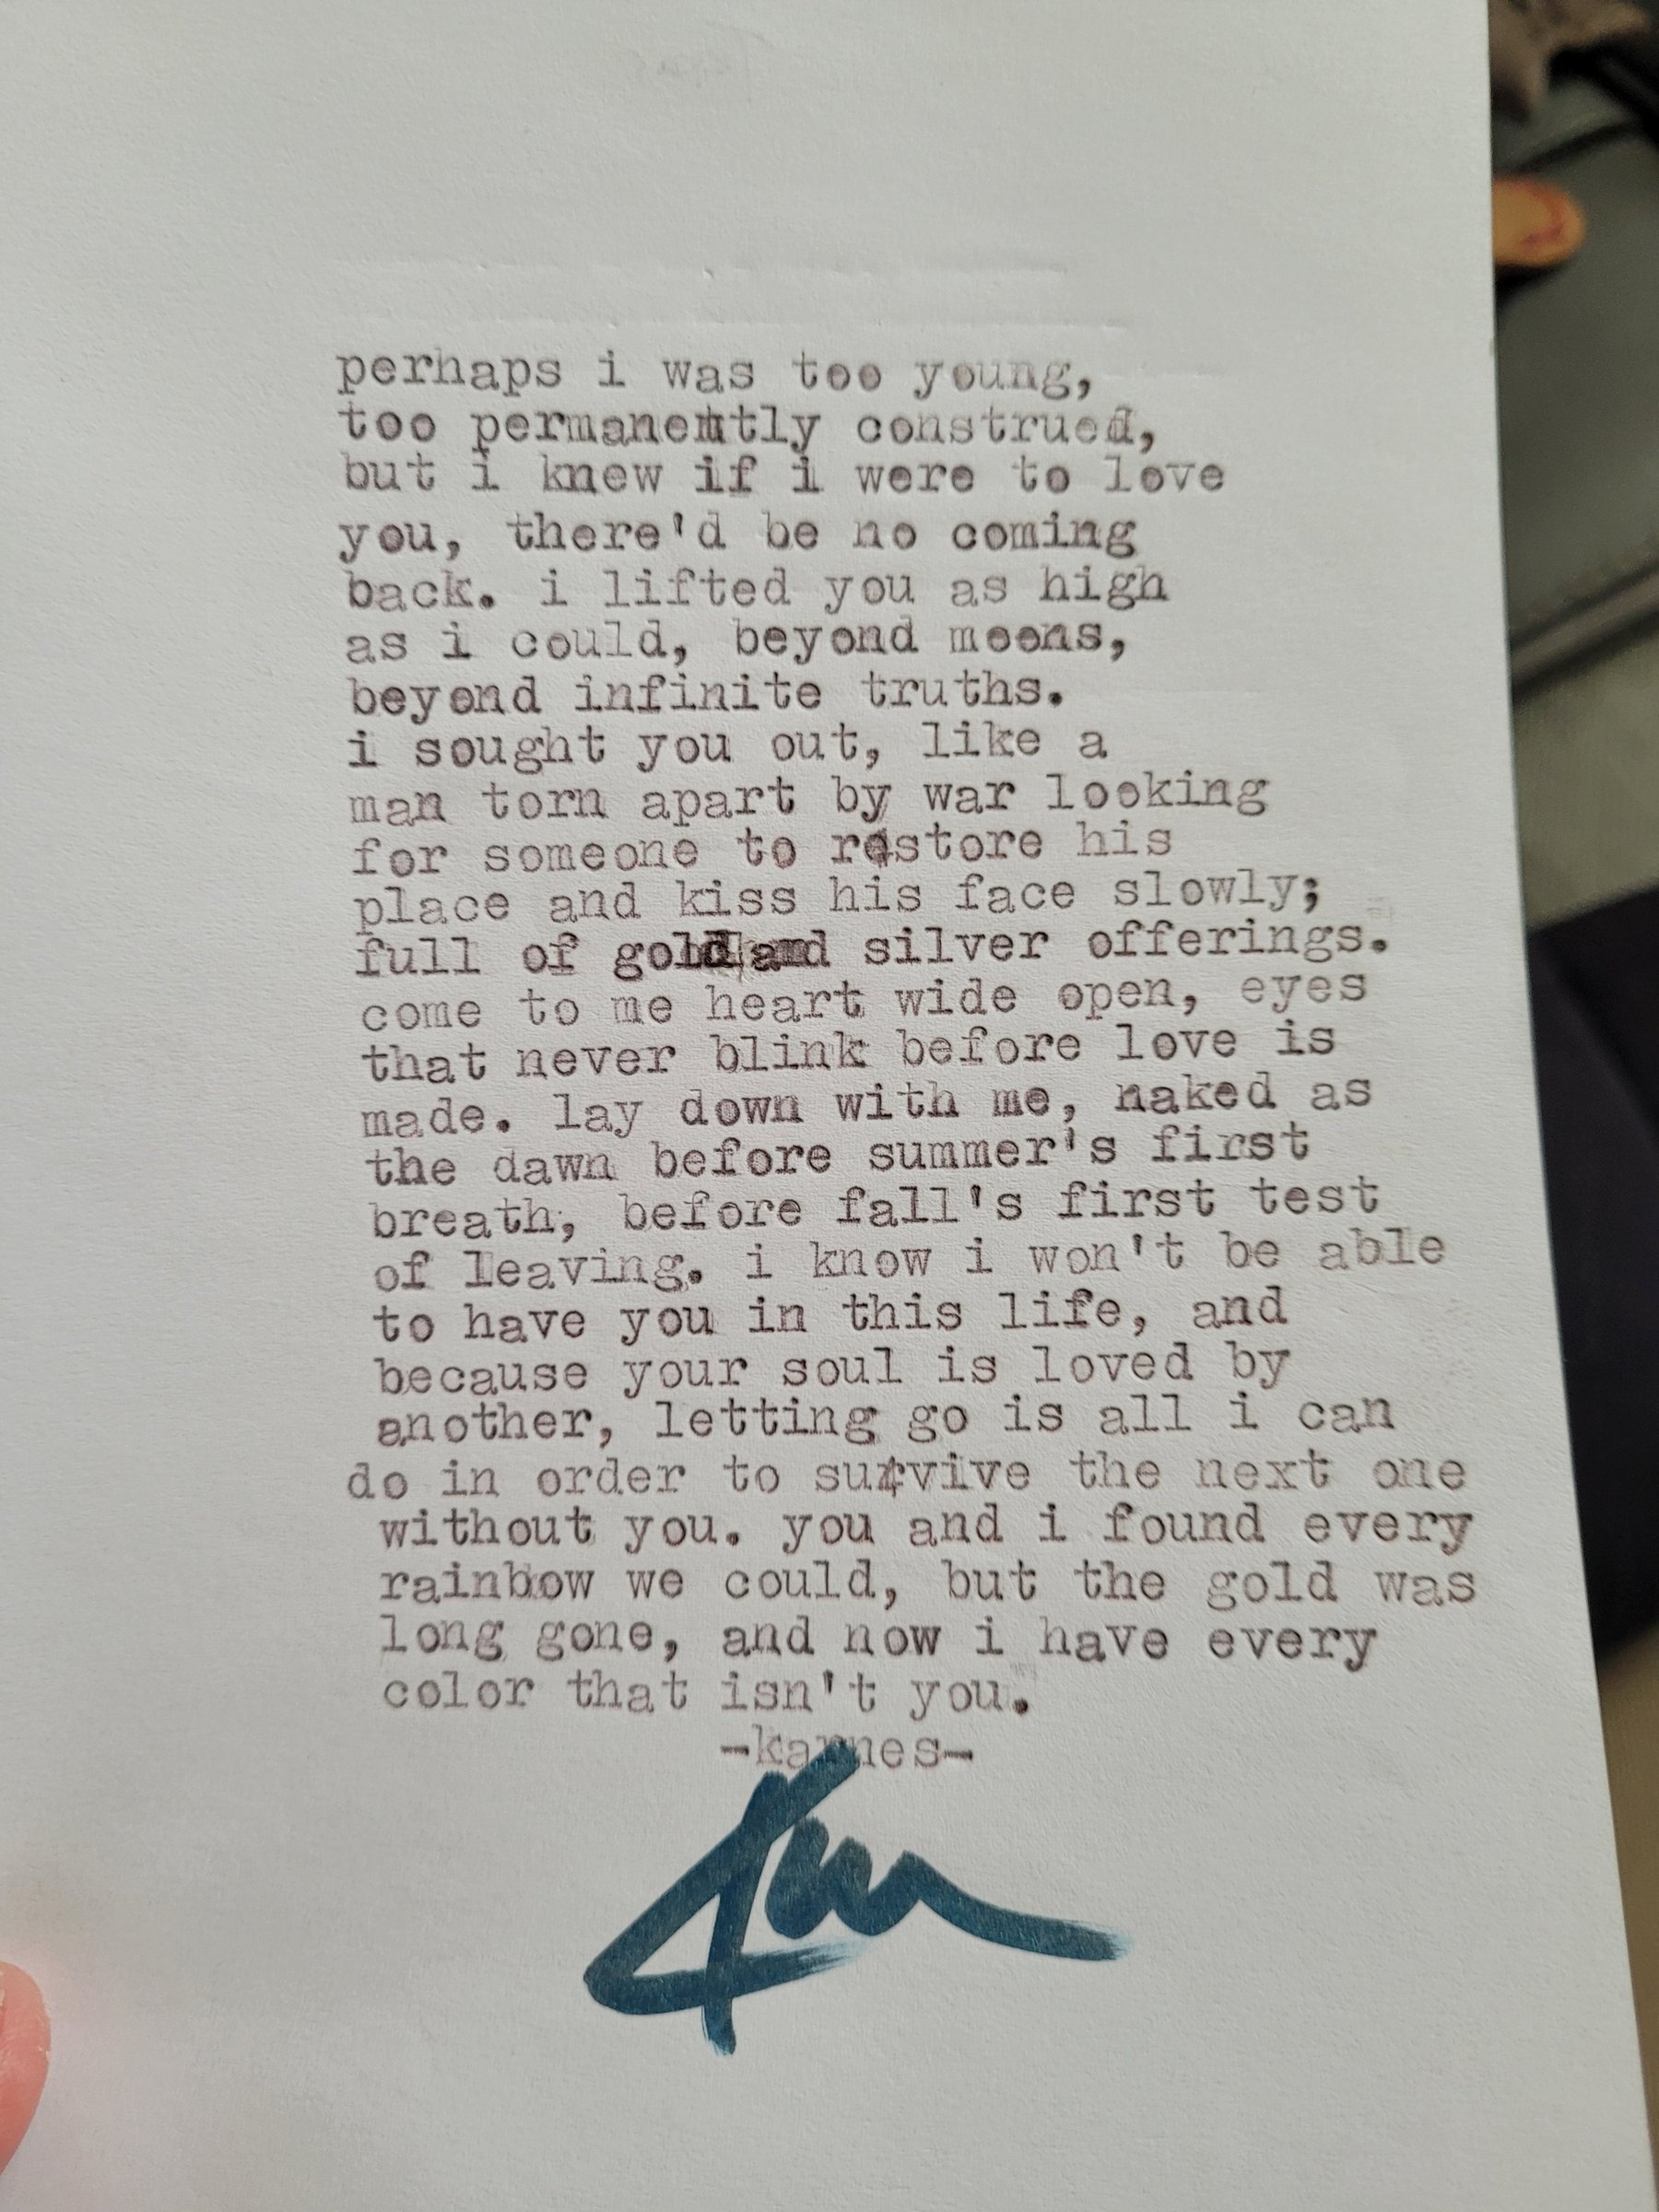 perhaps i was too young,
too permanently construed,
but i knew if i were to love
you, there'd be no coming
back. i lifted you as high
as i could, beyond moons,
beyond infinite truths.
i sought you out, like a
man torn apart by war looking
for someone to restore his
place and kiss his face slowly;
full of gold and silver offerings.
come to me heart wide open, eyes
that never blink before love is
made. lay down with me, naked as
the dawn before summer's first
breath, before fall's first test
of leaving. i know i won't be able
to have you in this life, and
because your soul is loved by
another, letting go is all i can
do in order to survive the next one
without you. you and i found every
rainbow we could, but the gold was
long gone, and now i have every
color that isn't you.
-karnes-